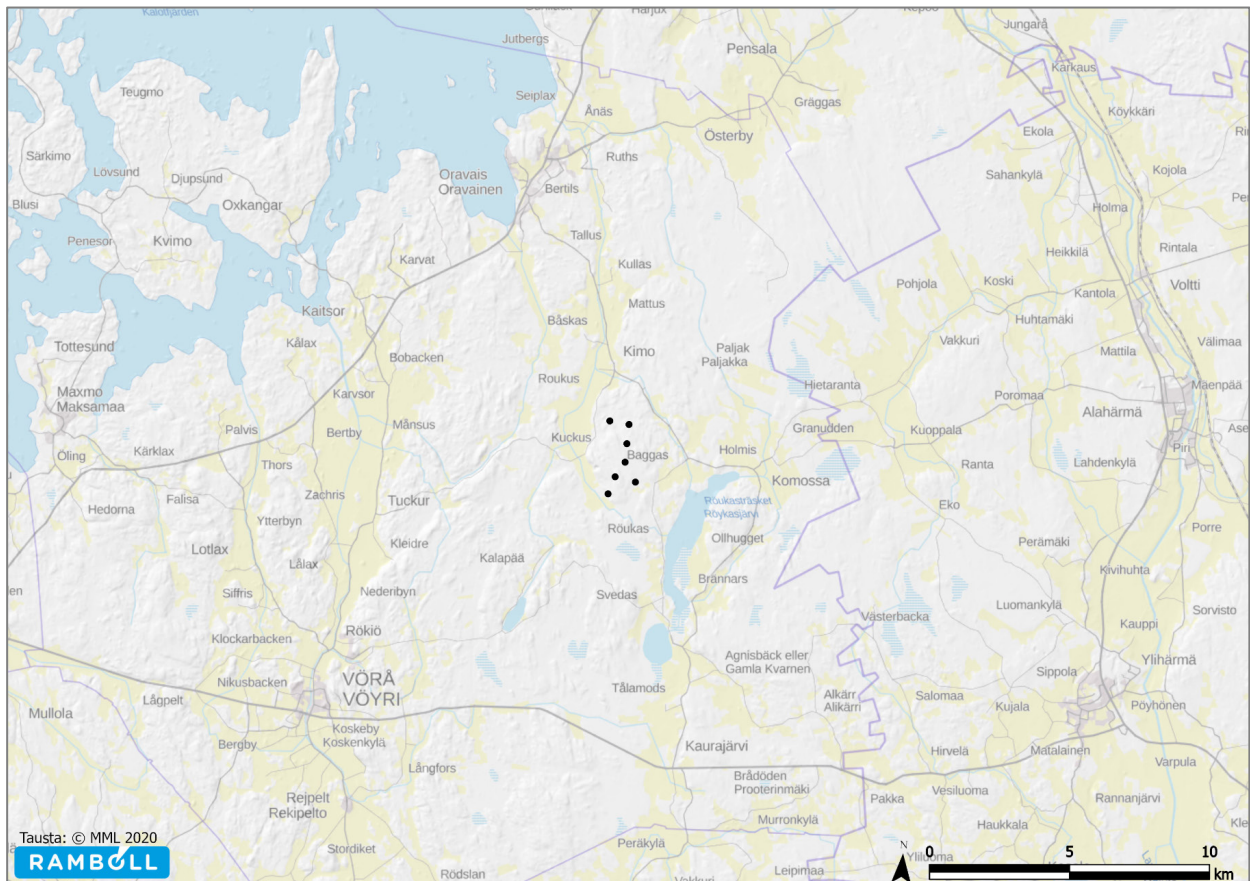 Jungarå
Jutbergs
Pensala
Karkaus
Teugmo
Seiplax
Gräggas
Ånäs
Köykkäri
Österby
Ekola
Särkimo
Ruths
Lövsund
Djupsund
Oravais
Oravainen
Bertils
Sahankylä
Kojola
Blusi
Oxkangar
Holma
Penesor
Kvimo
Tallus
Karvat
Kullas
Heikkilä
Rintala
Pohjola
Koski
Kantola
Voltti
Kaitsor
Mattus
Båskas
Huhtamäki
Tottesund
Kålax
Bobacken
Kimo
Paljak
Paljakka
Vakkuri
Mattila
Välimaa
Maxmo
Maksamaa
Karvsor
Roukus
Hietaranta
Poromaa
Mäenpää
Alahärmä
Palvis
Bertby
Månsus
Kuckus
Granudden
Kuoppala
Öling
Kärklax
Baggas
Holmis
Piri
Thors
Ranta
Lahdenkylä
Komossa
Hedorna
Falisa
Zachris
Tuckur
Röukasträsket
Röykasjärvi
Eko
Ytterbyn
Röukas
Porre
Lotlax
Kleidre
Ollhugget
Perämäki
Lålax
Kalapää
Kivihuhta
Siffris
Nederibyn
Svedas
Brännars
Luomankylä
Sorvisto
Västerbacka
Kauppi
Klockarbacken
Rökiö
Agnisbäck eller
Gamla Kvarnen
Ylihärmä
Sippola
Nikusbacken
VÖRÅ
VÖYRI
Tålamods
Lågpelt
Alkärr
Alikärri
Salomaa
Kujala
Pöyhönen
Mullola
Koskeby
Koskenkylä
Bergby
Kaurajärvi
Hirvelä
Matalainen
Långfors
Varpula
Brådöden
Prooterinmäki
Rejpelt
Rekipelto
Pakka
Vesiluoma
Rannanjärvi
Murronkylä
Haukkala
Tausta: © MML 2020
RAMBOLL
Stordiket
Peräkylä
Yliluoma
Rödslan
Vakkuri
Leipimaa
N
0 5 10
km